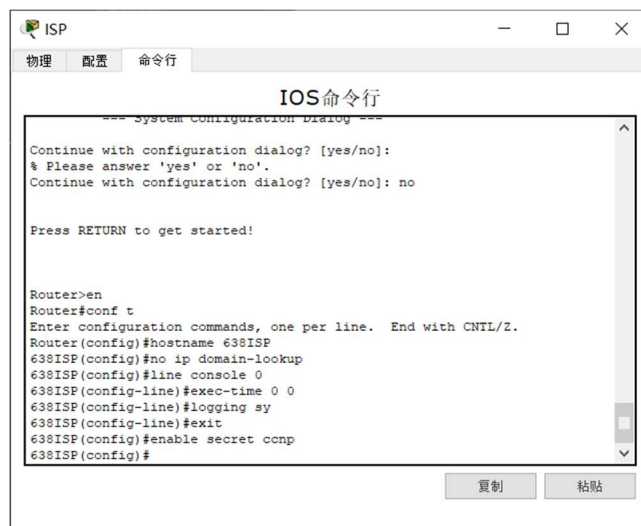 ISP
物理 配置 命令行
IOS命令行
--- System Configuration Dialog ---
Continue with configuration dialog? [yes/no]:
% Please answer 'yes' or 'no'.
Continue with configuration dialog? [yes/no]: no
Press RETURN to get started!
Router>en
Router#conf t
Enter configuration commands, one per line.  End with CNTL/Z.
Router(config)#hostname 638ISP
638ISP(config)#no ip domain-lookup
638ISP(config)#line console 0
638ISP(config-line)#exec-time 0 0
638ISP(config-line)#logging sy
638ISP(config-line)#exit
638ISP(config)#enable secret ccnp
638ISP(config)#
复制 粘贴